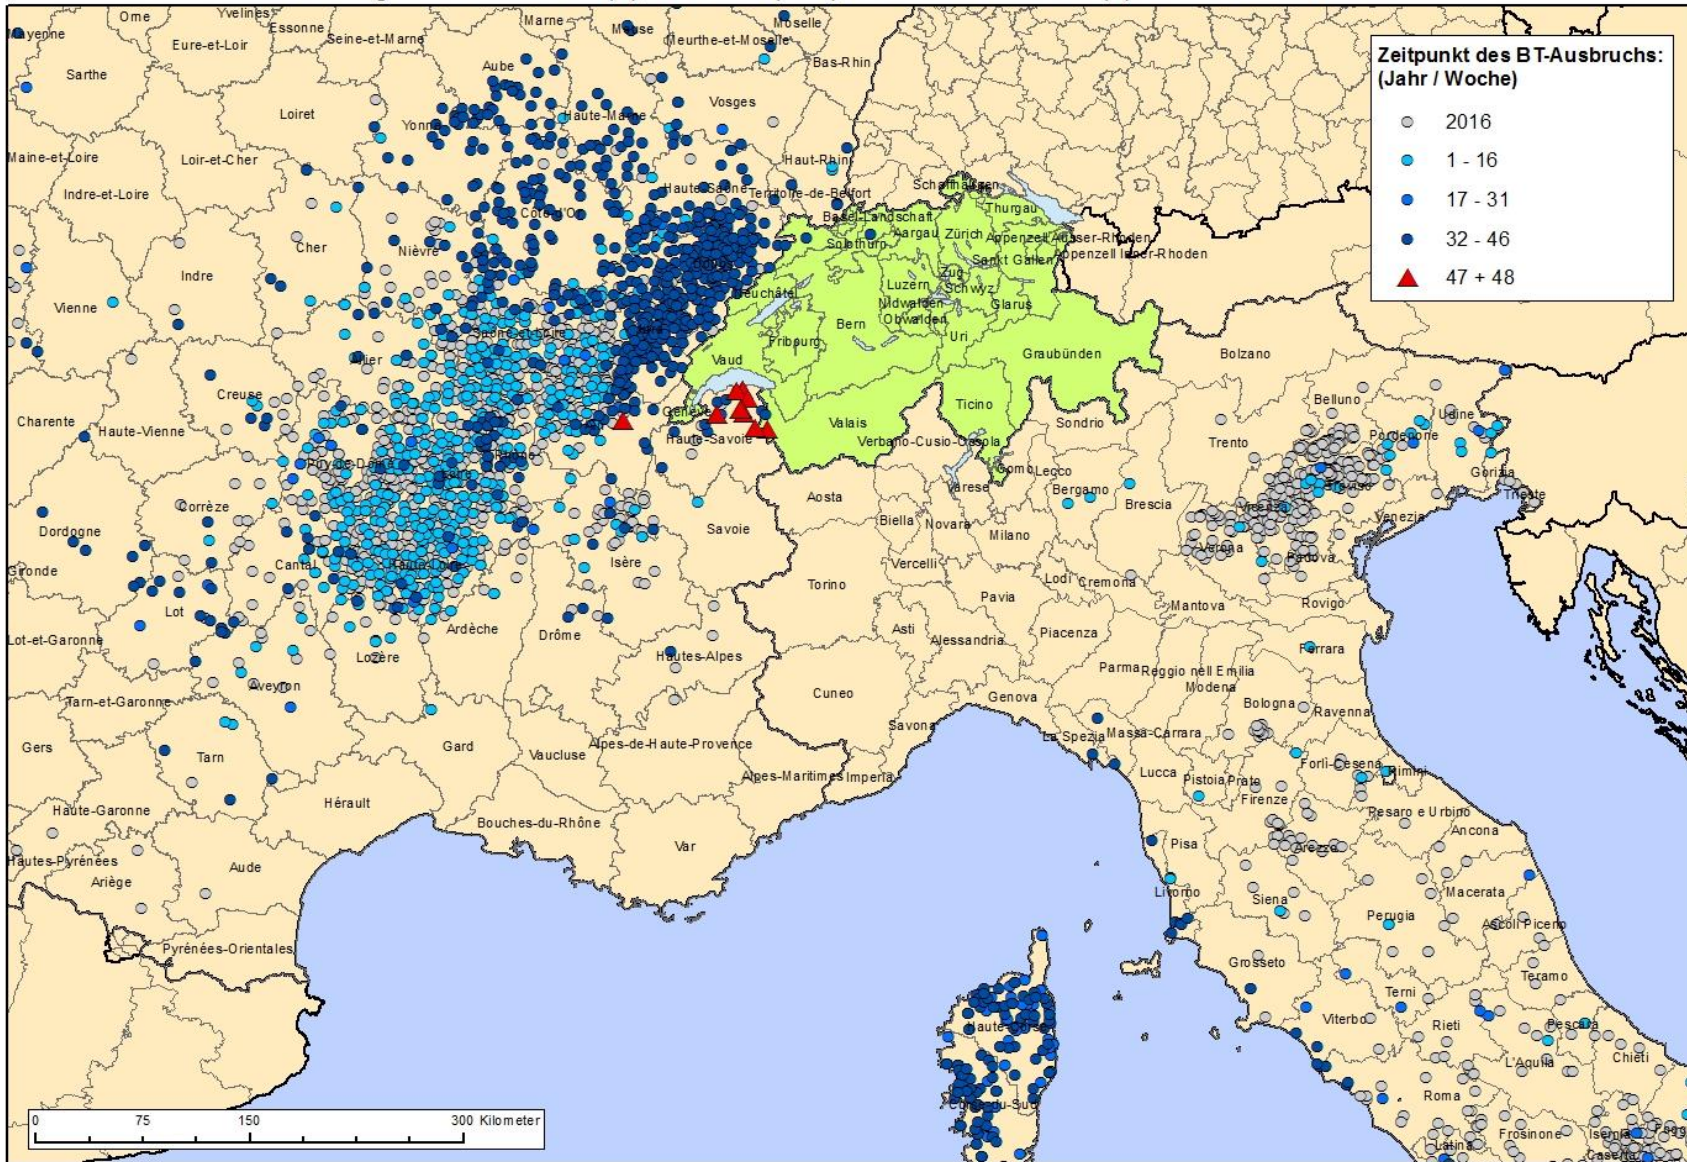 Mayenne
Orne
Yvelines
Essonne
Seine-et-Marne
Marne
Meuse
Moselle
Meurthe-et-Moselle
Eure-et-Loir
Bas-Rhin
Sarthe
Aube
Vosges
Loiret
Yonne
Haute-Marne
Maine-et-Loire
Loir-et-Cher
Haut-Rhin
Indre-et-Loire
Haute-Saône
Territoire-de-Belfort
Côte-d'Or
Cher
Nièvre
Indre
Vienne
Allier
Saône-et-Loire
Jura
Creuse
Charente
Haute-Vienne
Puy-de-Dôme
Rhône
Haute-Savoie
Corrèze
Dordogne
Savoie
Gironde
Cantal
Haute-Loire
Isère
Lot
Ardèche
Drôme
Lot-et-Garonne
Lozère
Hautes-Alpes
Aveyron
Tarn-et-Garonne
Gers
Tarn
Gard
Vaucluse
Alpes-de-Haute-Provence
Alpes-Maritimes
Hérault
Haute-Garonne
Bouches-du-Rhône
Var
Hautes-Pyrénées
Ariège
Aude
Pyrénées-Orientales
Schaffhausen
Thurgau
Basel-Landschaft
Aargau
Zürich
Appenzell Ausser-Rhoden
Appenzell Inner-Rhoden
Solothurn
Sankt Gallen
Zug
Luzern
Schwyz
Neuchâtel
Nidwalden
Obwalden
Glarus
Bern
Uri
Fribourg
Vaud
Graubünden
Genève
Valais
Ticino
Bolzano
Belluno
Udine
Sondrio
Trento
Pordenone
Verbano-Cusio-Ossola
Gorizia
Como
Lecco
Varese
Bergamo
Brescia
Treviso
Trieste
Aosta
Biella
Novara
Milano
Vicenza
Venezia
Verona
Padova
Vercelli
Torino
Lodi
Cremona
Pavia
Mantova
Rovigo
Asti
Alessandria
Piacenza
Ferrara
Parma
Reggio nell Emilia
Modena
Cuneo
Genova
Bologna
Ravenna
Savona
La Spezia
Massa-Carrara
Imperia
Lucca
Pistoia
Prato
Forlì-Cesena
Rimini
Firenze
Pesaro e Urbino
Ancona
Pisa
Arezzo
Livorno
Siena
Macerata
Perugia
Ascoli Piceno
Grosseto
Teramo
Terni
Viterbo
Rieti
Pescara
L'Aquila
Chieti
Roma
Latina
Frosinone
Isernia
Caserta
Haute-Corse
Corse-du-Sud
Zeitpunkt des BT-Ausbruchs:
(Jahr / Woche)
2016
1 - 16
17 - 31
32 - 46
47 + 48
0 75 150 300 Kilometer